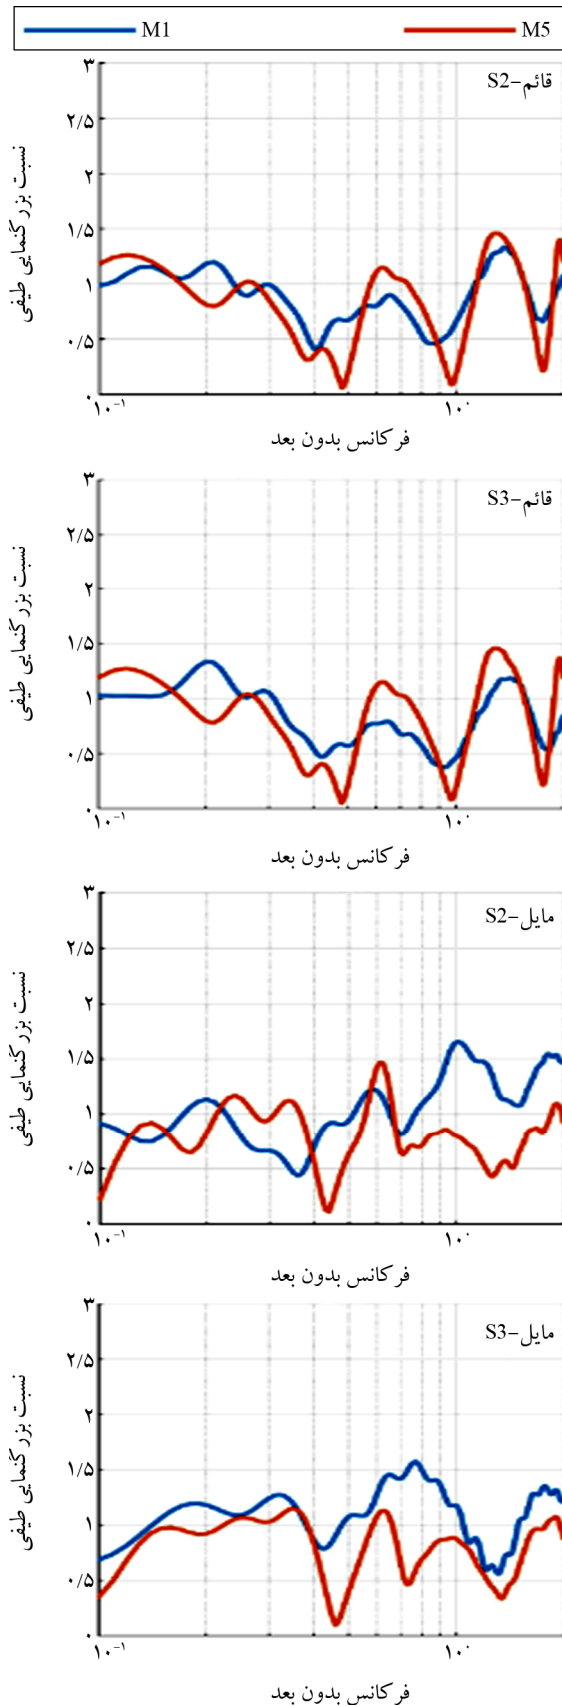 M1 M5
قائم-S2
نسبت بزرگنمایی طیفی
۳
۲/۵
۲
۱/۵
۱
۰/۵
۰
۱۰⁻¹ ۱۰⁰
فرکانس بدون بعد
قائم-S3
نسبت بزرگنمایی طیفی
۳
۲/۵
۲
۱/۵
۱
۰/۵
۰
۱۰⁻¹ ۱۰⁰
فرکانس بدون بعد
مایل-S2
نسبت بزرگنمایی طیفی
۳
۲/۵
۲
۱/۵
۱
۰/۵
۰
۱۰⁻¹ ۱۰⁰
فرکانس بدون بعد
مایل-S3
نسبت بزرگنمایی طیفی
۳
۲/۵
۲
۱/۵
۱
۰/۵
۰
۱۰⁻¹ ۱۰⁰
فرکانس بدون بعد